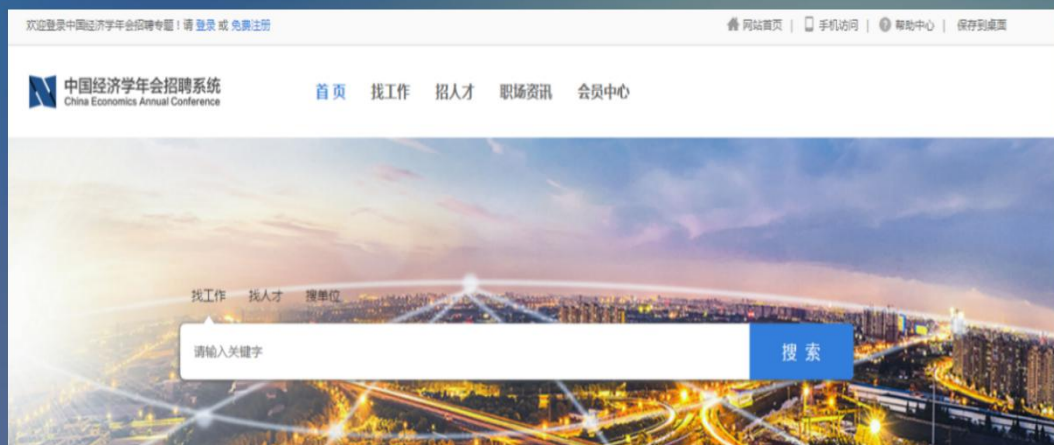 欢迎登录中国经济学年会招聘专题！请 登录 或 免费注册
网站首页 | 手机访问 | 帮助中心 | 保存到桌面
中国经济学年会招聘系统
China Economics Annual Conference
首页 找工作 招人才 职场资讯 会员中心
找工作 找人才 搜单位
请输入关键字
搜索